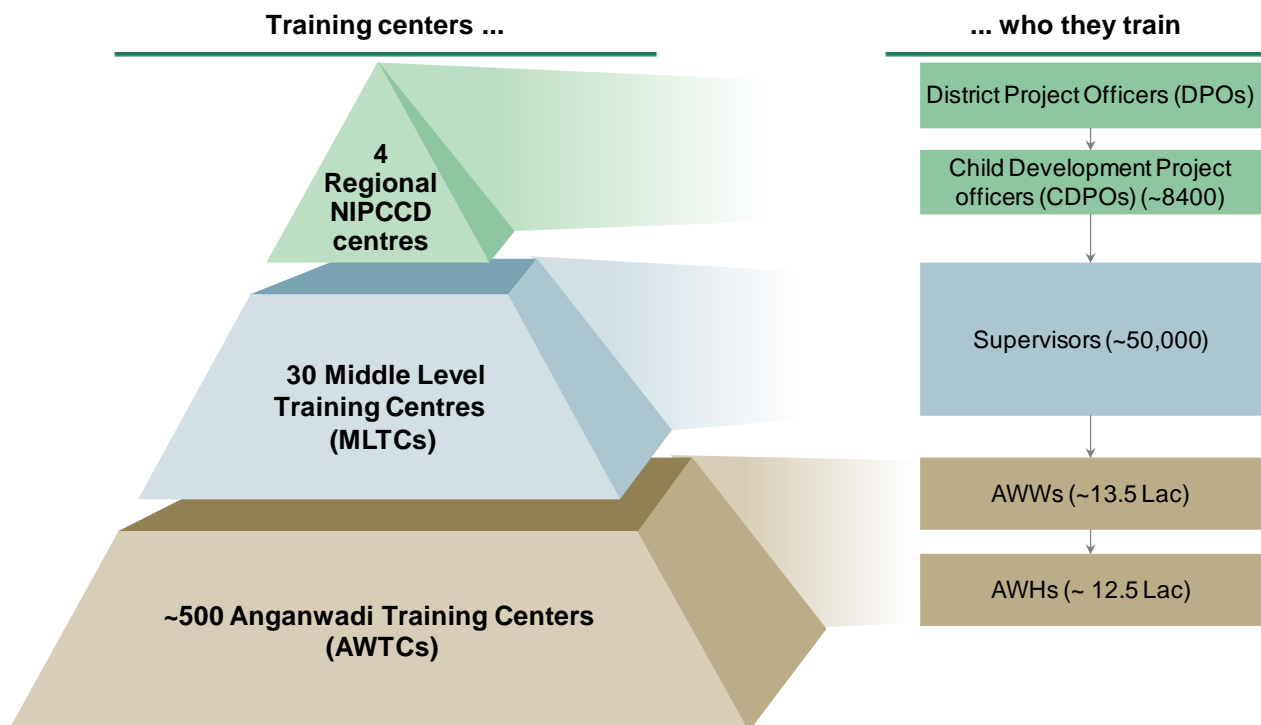 Training centers ...
... who they train
4
Regional
NIPCCD
centres
30 Middle Level
Training Centres
(MLTCs)
~500 Anganwadi Training Centers
(AWTCs)
District Project Officers (DPOs)
Child Development Project
officers (CDPOs) (~8400)
Supervisors (~50,000)
AWWs (~13.5 Lac)
AWHs (~ 12.5 Lac)